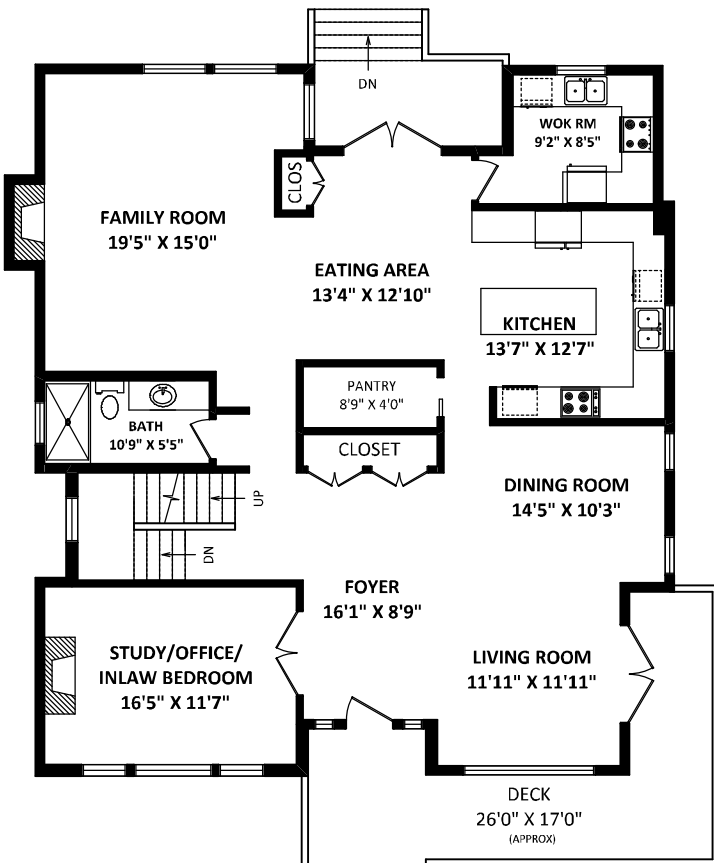 DN
WOK RM
9'2" X 8'5"
CLOS
FAMILY ROOM
19'5" X 15'0"
EATING AREA
13'4" X 12'10"
KITCHEN
13'7" X 12'7"
PANTRY
8'9" X 4'0"
BATH
10'9" X 5'5"
CLOSET
DINING ROOM
14'5" X 10'3"
UP
DN
FOYER
16'1" X 8'9"
STUDY/OFFICE/
INLAW BEDROOM
16'5" X 11'7"
LIVING ROOM
11'11" X 11'11"
DECK
26'0" X 17'0"
(APPROX)